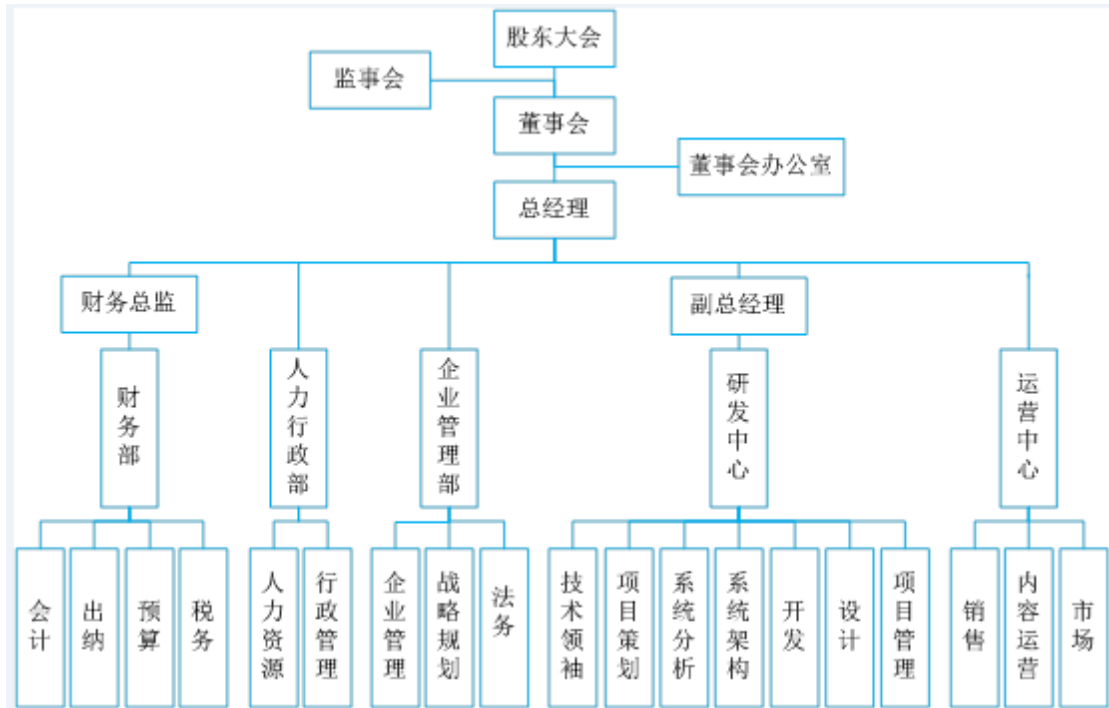 股东大会
监事会
董事会
董事会办公室
总经理
财务总监
副总经理
财务部
人力行政部
企业管理部
研发中心
运营中心
会计
出纳
预算
税务
人力资源
行政管理
企业管理
战略规划
法务
技术领袖
项目策划
系统分析
系统架构
开发
设计
项目管理
销售
内容运营
市场